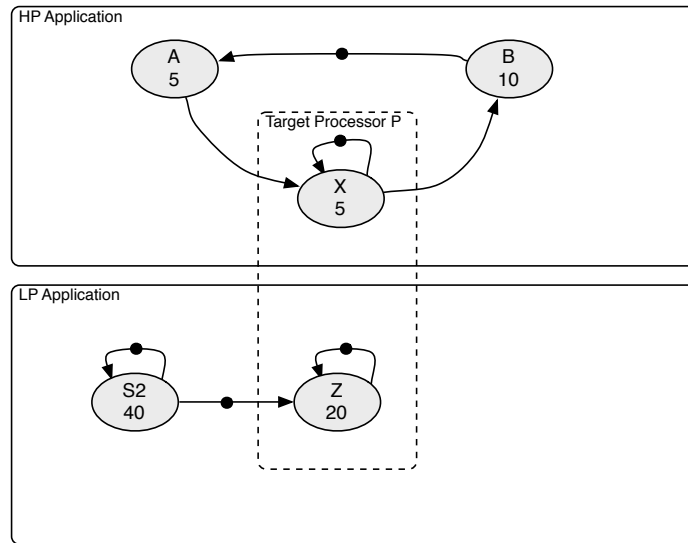 HP Application
A
5
B
10
Target Processor P
X
5
LP Application
S2
40
Z
20